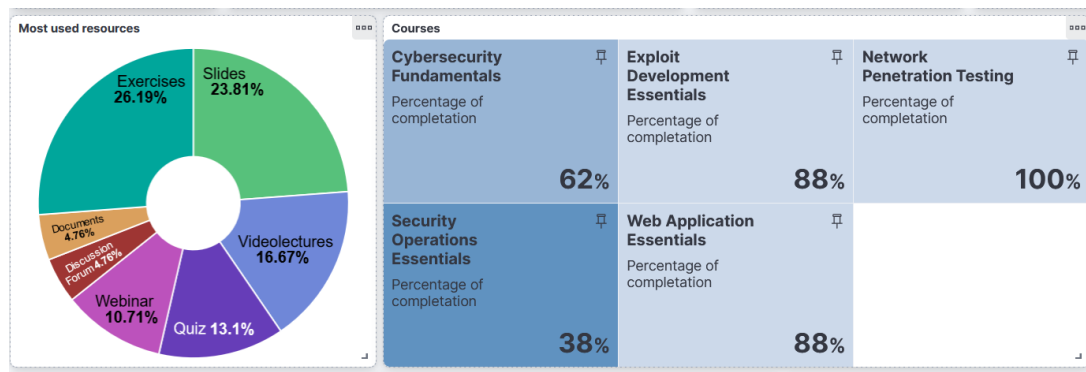 Most used resources
Exercises
26.19%
Slides
23.81%
Documents
4.76%
Discussion
Forum 4.76%
Videolectures
16.67%
Webinar
10.71%
Quiz 13.1%
Courses
Cybersecurity
Fundamentals
Percentage of
completation
62%
Exploit
Development
Essentials
Percentage of
completation
88%
Network
Penetration Testing
Percentage of
completation
100%
Security
Operations
Essentials
Percentage of
completation
38%
Web Application
Essentials
Percentage of
completation
88%